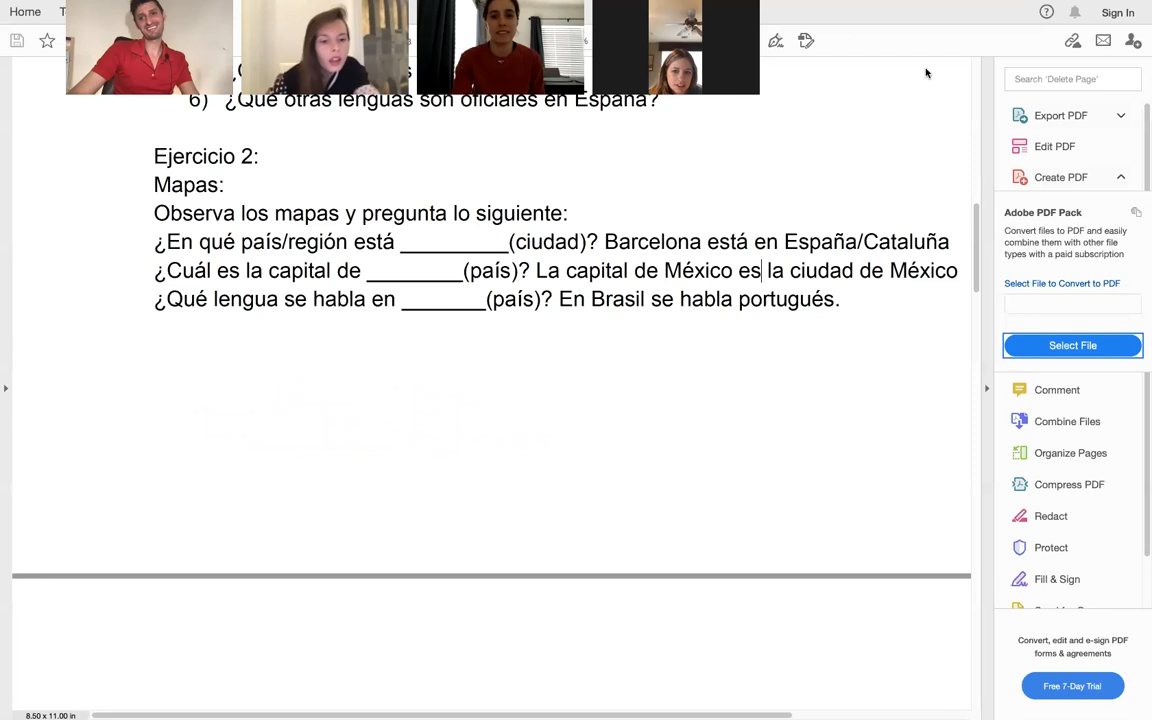 Home
Sign In
6) ¿Qué otras lenguas son oficiales en España?
Ejercicio 2:
Mapas:
Observa los mapas y pregunta lo siguiente:
¿En qué país/región está _________(ciudad)? Barcelona está en España/Cataluña
¿Cuál es la capital de ________(país)? La capital de México es la ciudad de México
¿Qué lengua se habla en _______(país)? En Brasil se habla portugués.
8.50 x 11.00 in
Search 'Delete Page'
Export PDF
Edit PDF
Create PDF
Adobe PDF Pack
Convert files to PDF and easily
combine them with other file
types with a paid subscription
Select File to Convert to PDF
Select File
Comment
Combine Files
Organize Pages
Compress PDF
Redact
Protect
Fill & Sign
Convert, edit and e-sign PDF
forms & agreements
Free 7-Day Trial